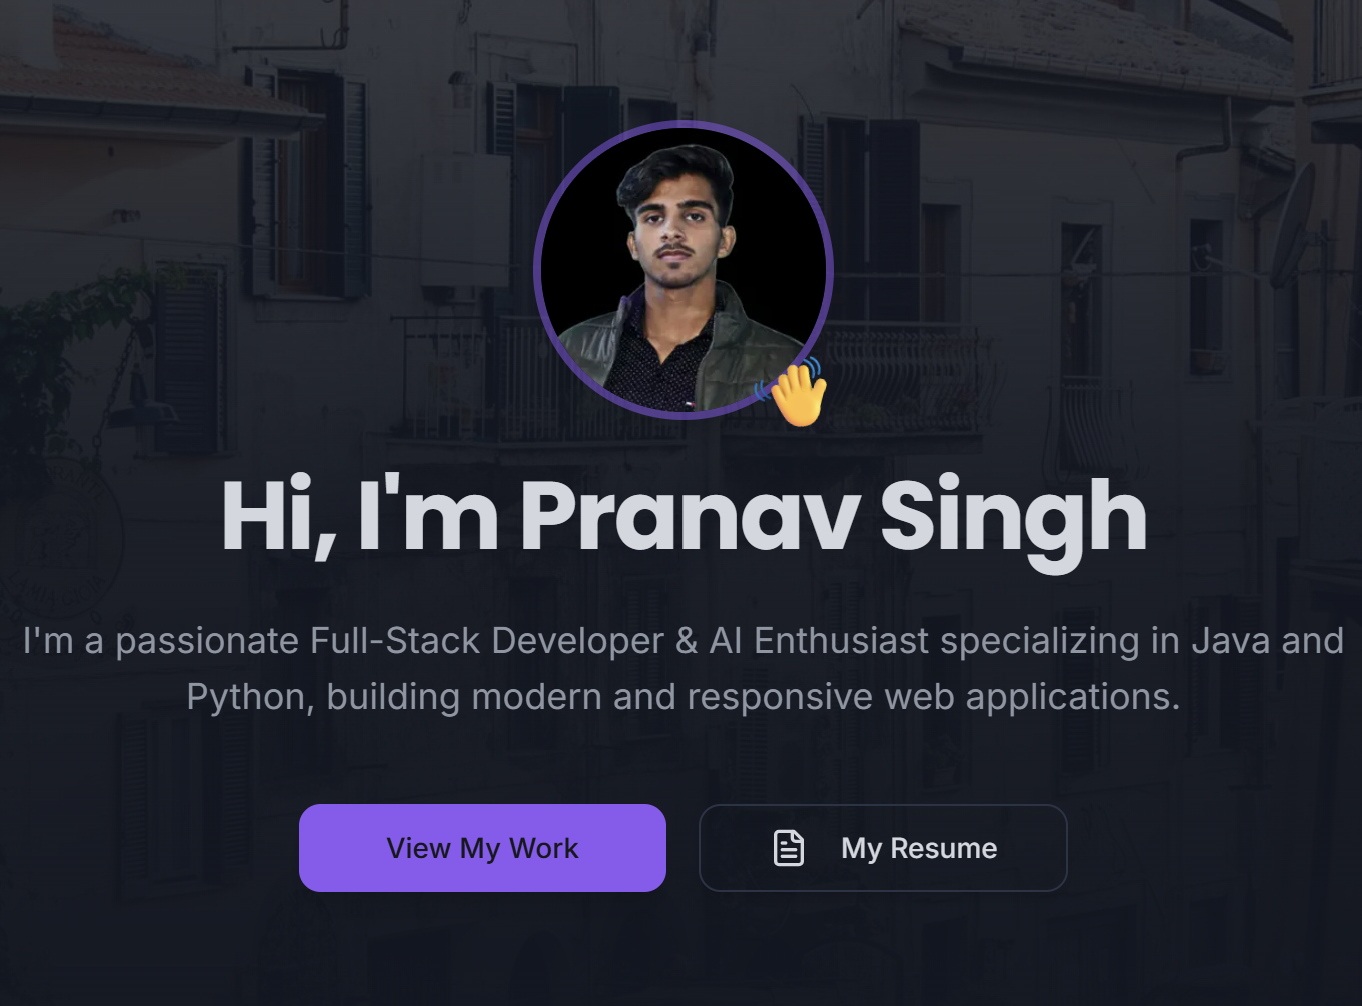 Hi, I'm Pranav Singh
I'm a passionate Full-Stack Developer & AI Enthusiast specializing in Java and
Python, building modern and responsive web applications.
View My Work
My Resume